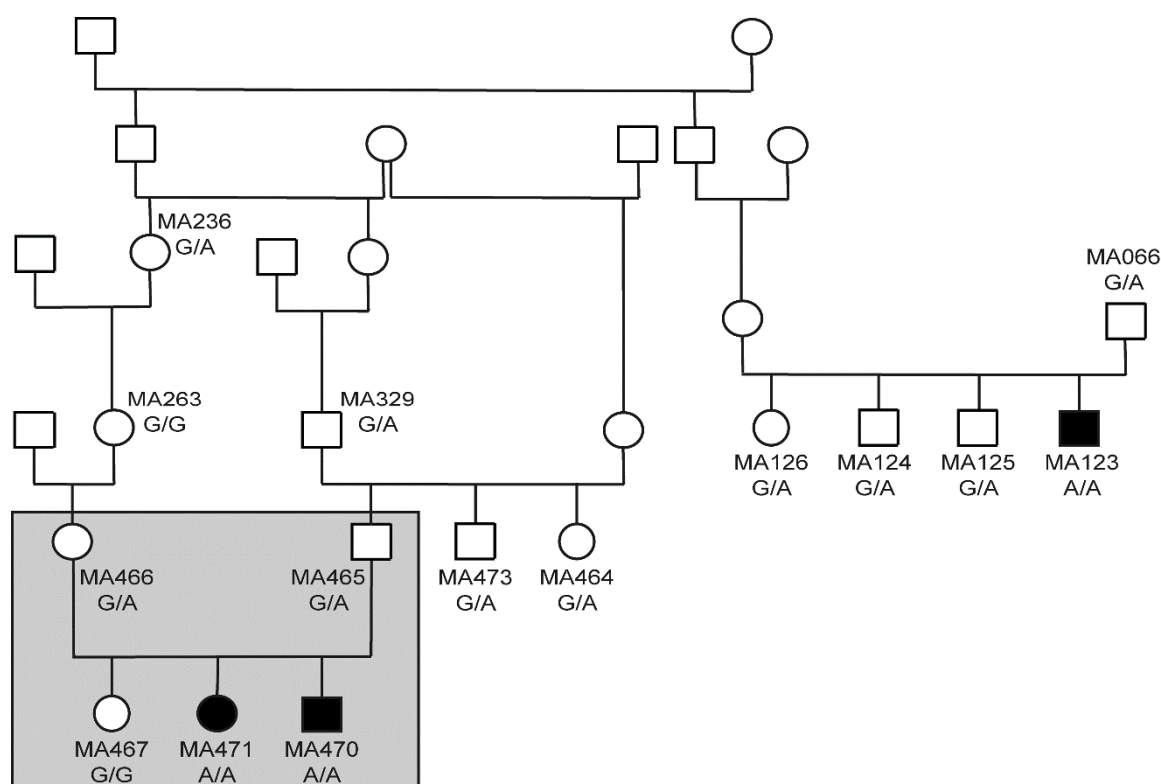 MA236
G/A
MA066
G/A
MA263
G/G
MA329
G/A
MA126
G/A
MA124
G/A
MA125
G/A
MA123
A/A
MA466
G/A
MA465
G/A
MA473
G/A
MA464
G/A
MA467
G/G
MA471
A/A
MA470
A/A